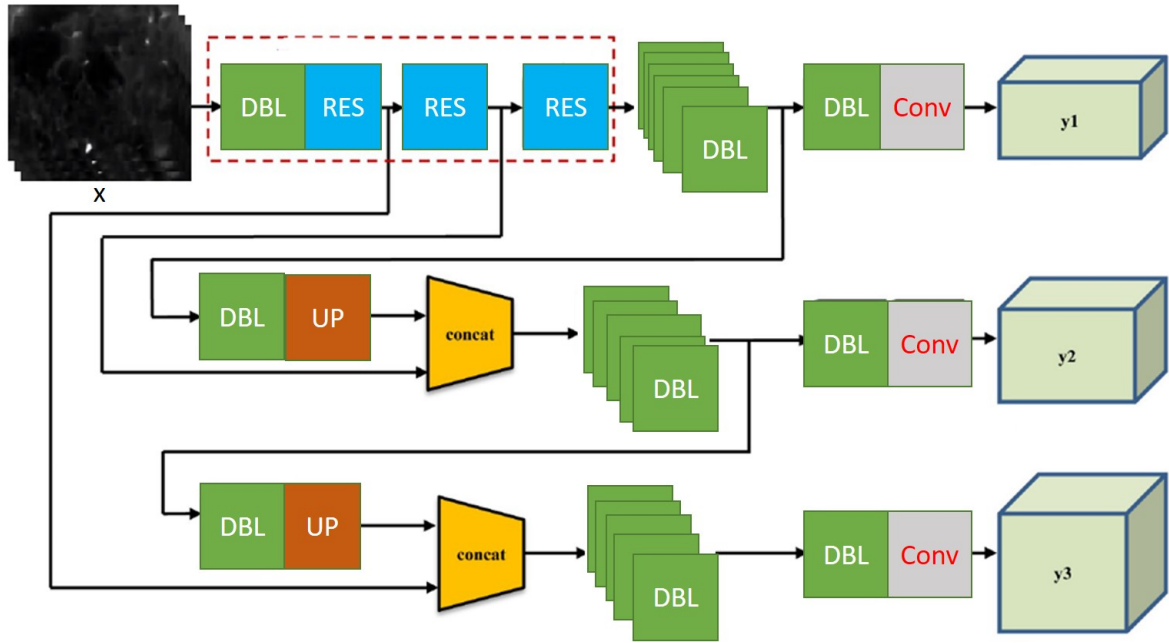 DBL RES RES RES DBL DBL Conv y1
x
DBL UP concat DBL DBL Conv y2
DBL UP concat DBL DBL Conv y3